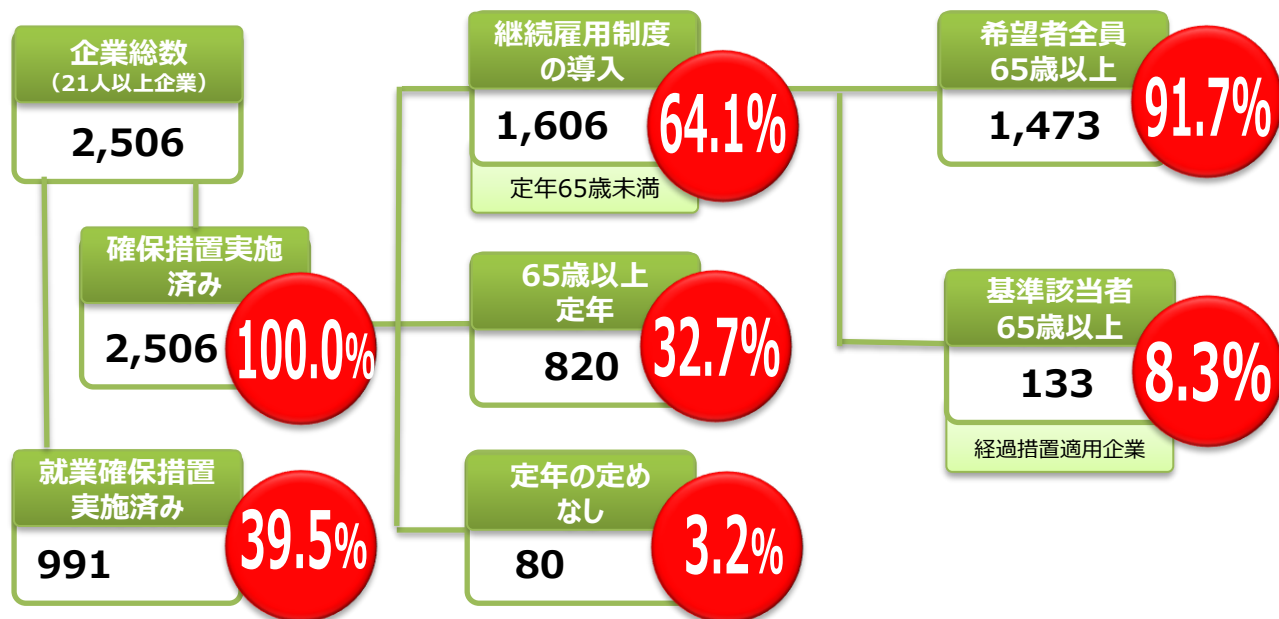 企業総数
（21人以上企業）
2,506
確保措置実施
済み
2,506
100.0%
就業確保措置
実施済み
991
39.5%
継続雇用制度
の導入
1,606
64.1%
定年65歳未満
65歳以上
定年
820
32.7%
定年の定め
なし
80
3.2%
希望者全員
65歳以上
1,473
91.7%
基準該当者
65歳以上
133
8.3%
経過措置適用企業